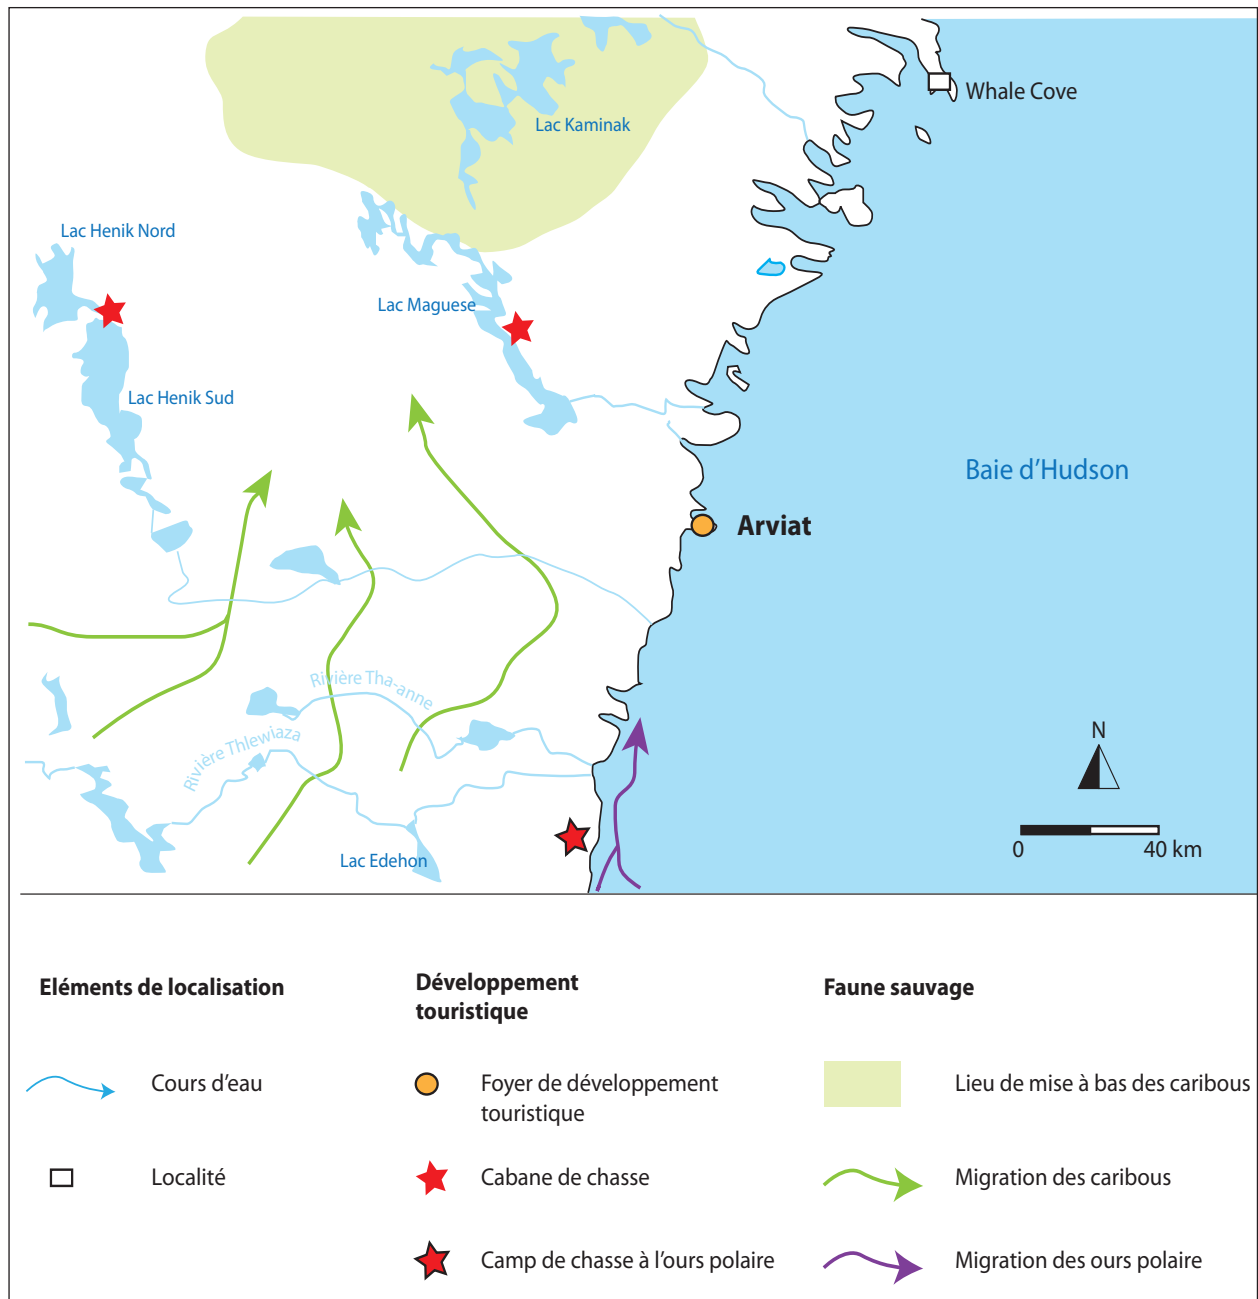 Whale Cove
Lac Kaminak
Lac Henik Nord
Lac Maguese
Lac Henik Sud
Baie d’Hudson
Arviat
Rivière Tha-anne
Rivière Thlewiaza
N
0 40 km
Lac Edehon
Eléments de localisation
Cours d’eau
Localité
Développement
touristique
Foyer de développement
touristique
Cabane de chasse
Camp de chasse à l’ours polaire
Faune sauvage
Lieu de mise à bas des caribous
Migration des caribous
Migration des ours polaire